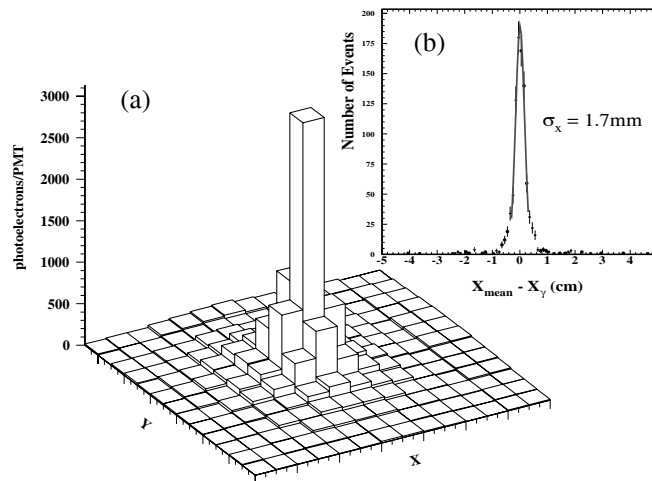 (a)
photoelectrons/PMT
3000
2500
2000
1500
1000
500
0
Y
X
(b)
Number of Events
200
175
150
125
100
75
50
25
0
-5 -4 -3 -2 -1 0 1 2 3 4
σx = 1.7mm
Xmean - Xγ (cm)